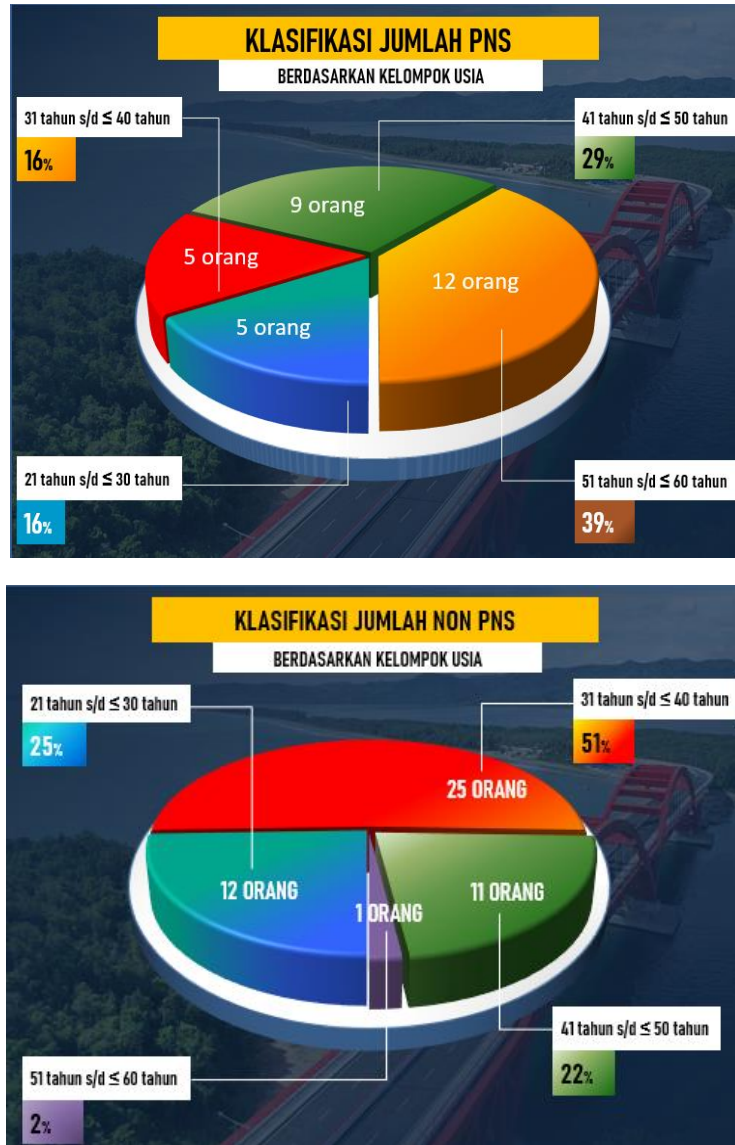 KLASIFIKASI JUMLAH PNS
BERDASARKAN KELOMPOK USIA
31 tahun s/d ≤ 40 tahun
16%
41 tahun s/d ≤ 50 tahun
29%
9 orang
5 orang
12 orang
5 orang
21 tahun s/d ≤ 30 tahun
16%
51 tahun s/d ≤ 60 tahun
39%
KLASIFIKASI JUMLAH NON PNS
BERDASARKAN KELOMPOK USIA
21 tahun s/d ≤ 30 tahun
25%
31 tahun s/d ≤ 40 tahun
51%
25 ORANG
12 ORANG
1 ORANG
11 ORANG
41 tahun s/d ≤ 50 tahun
22%
51 tahun s/d ≤ 60 tahun
2%